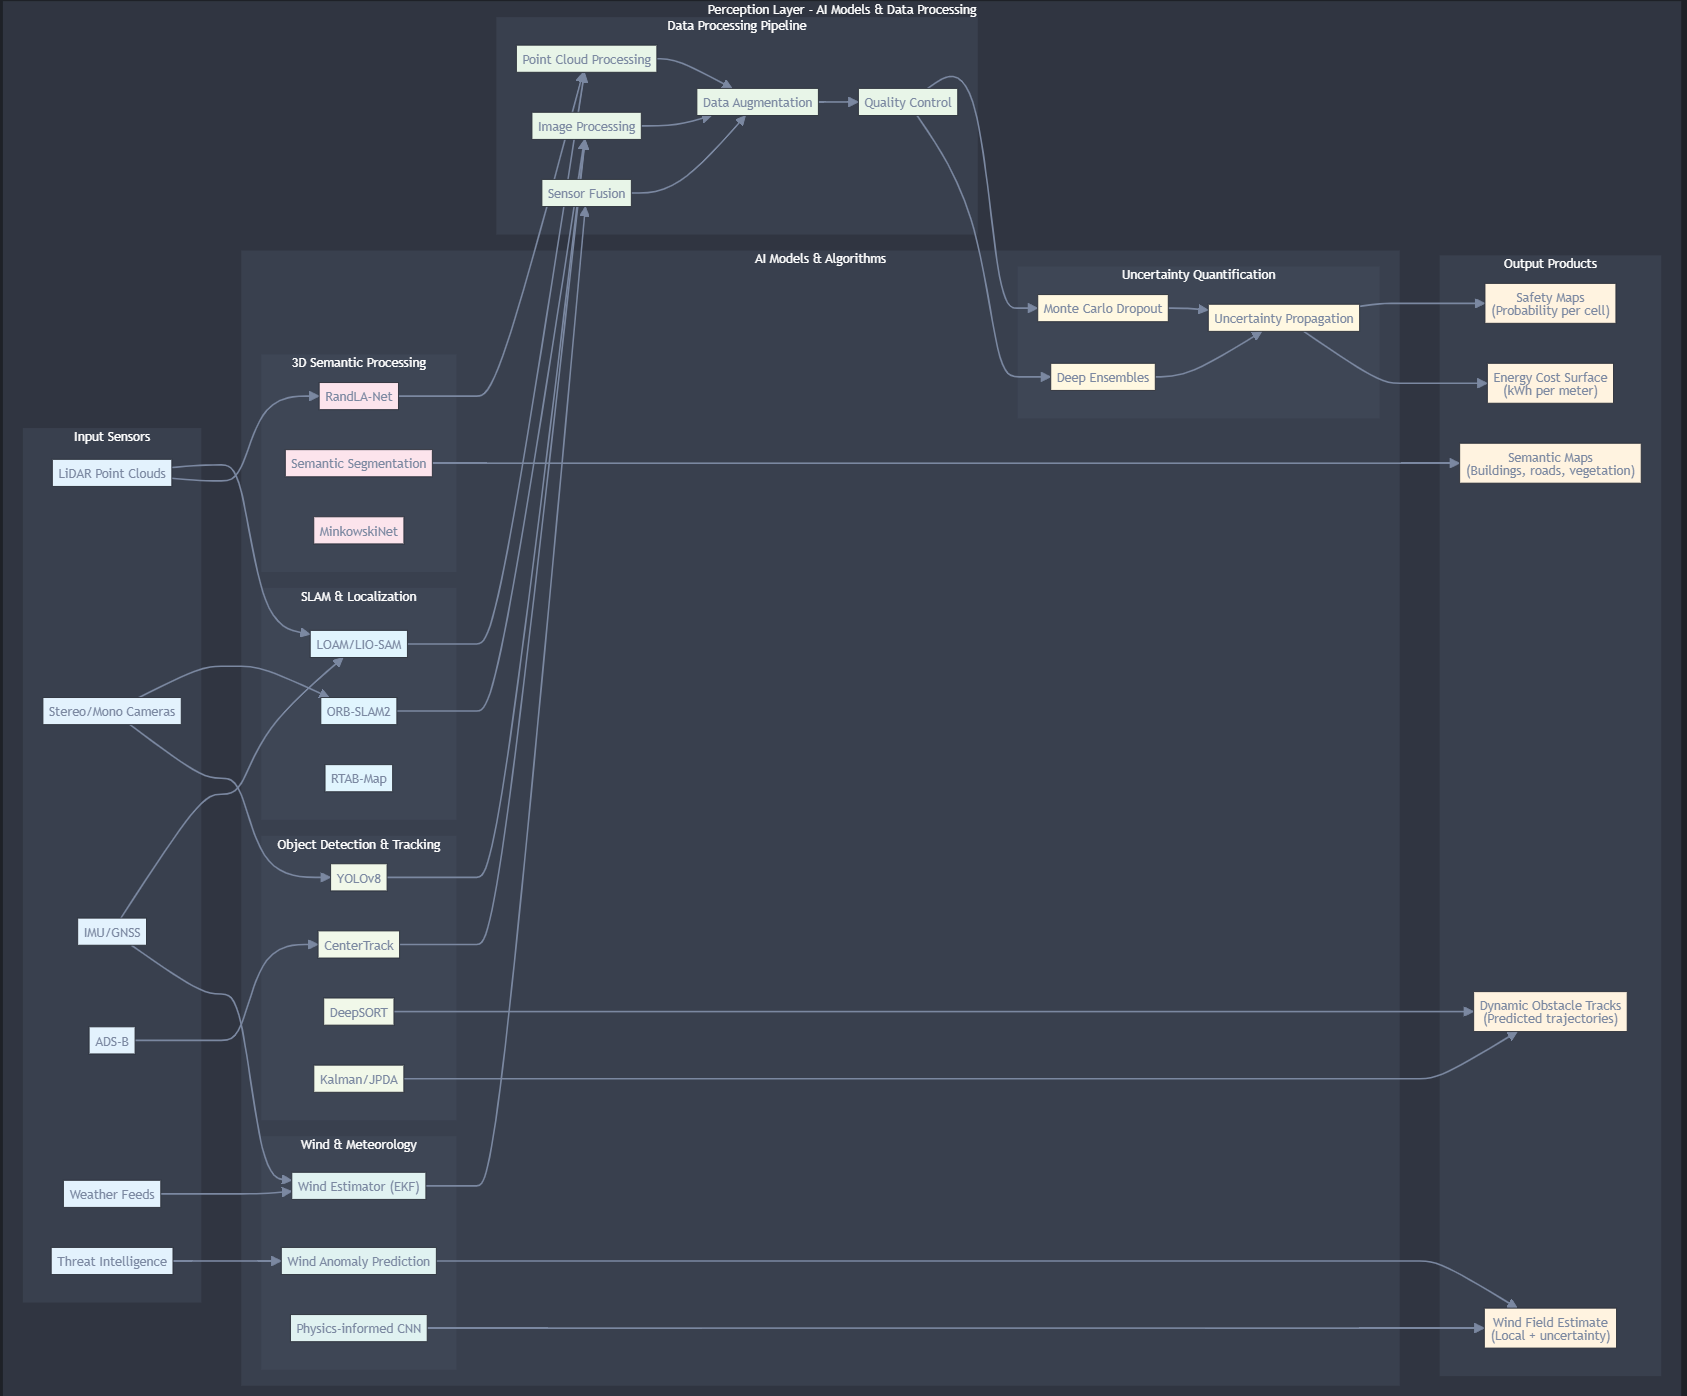 Perception Layer - AI Models & Data Processing
Data Processing Pipeline
Point Cloud Processing
Data Augmentation
Quality Control
Image Processing
Sensor Fusion
AI Models & Algorithms
Uncertainty Quantification
Monte Carlo Dropout
Uncertainty Propagation
Deep Ensembles
Output Products
Safety Maps
(Probability per cell)
Energy Cost Surface
(kWh per meter)
Semantic Maps
(Buildings, roads, vegetation)
Dynamic Obstacle Tracks
(Predicted trajectories)
Wind Field Estimate
(Local + uncertainty)
3D Semantic Processing
RandLA-Net
Semantic Segmentation
MinkowskiNet
SLAM & Localization
LOAM/LIO-SAM
ORB-SLAM2
RTAB-Map
Object Detection & Tracking
YOLOv8
CenterTrack
DeepSORT
Kalman/JPDA
Wind & Meteorology
Wind Estimator (EKF)
Wind Anomaly Prediction
Physics-informed CNN
Input Sensors
LiDAR Point Clouds
Stereo/Mono Cameras
IMU/GNSS
ADS-B
Weather Feeds
Threat Intelligence